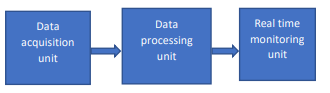 Data
acquisition
unit
Data
processing
unit
Real time
monitoring
unit